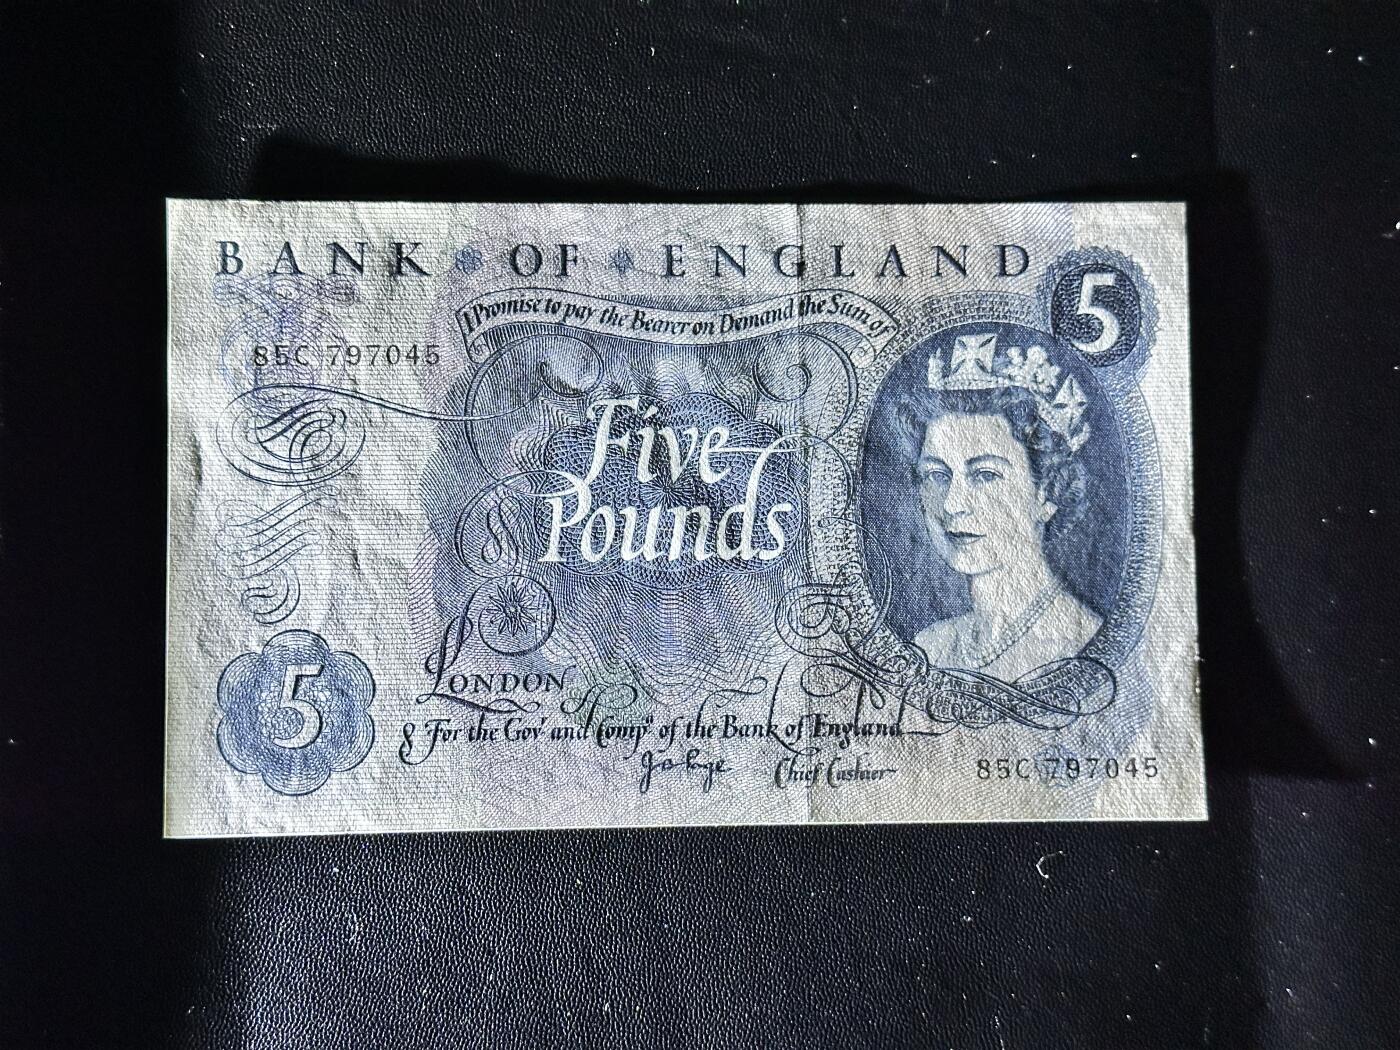 BANK OF ENGLAND
5
I Promise to pay the Bearer on Demand the Sum of
85C 797045
Five
Pounds
LONDON
5
For the Govr and Compa of the Bank of England
Chief Cashier
85C 797045